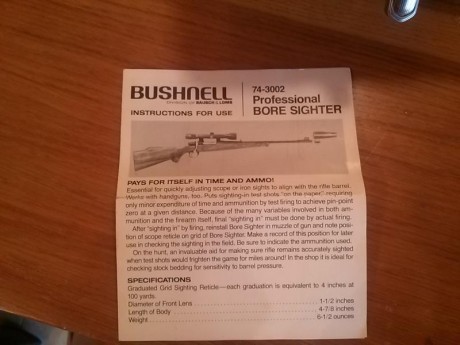 BUSHNELL
DIVISION OF BAUSCH & LOMB
INSTRUCTIONS FOR USE
74-3002
Professional
BORE SIGHTER
PAYS FOR ITSELF IN TIME AND AMMO!
Essential for quickly adjusting scope or iron sights to align with the rifle barrel.
Works with handguns, too. Puts sighting-in test shots "on the paper" requiring
only minor expenditure of time and ammunition by test firing to achieve pin-point
zero at a given distance. Because of the many variables involved in both am-
munition and the firearm itself, final "sighting in" must be done by actual firing.
After "sighting in" by firing, reinstall Bore Sighter in muzzle of gun and note posi-
tion of scope reticle on grid of Bore Sighter. Make a record of this position for later
use in checking the sighting in the field. Be sure to indicate the ammunition used.
On the hunt, an invaluable aid for making sure rifle remains accurately sighted
when test shots would frighten the game for miles around! In the shop it is ideal for
checking stock bedding for sensitivity to barrel pressure.
SPECIFICATIONS
Graduated Grid Sighting Reticle—each graduation is equivalent to 4 inches at
100 yards.
Diameter of Front Lens . . . . . . . . . . 1-1/2 inches
Length of Body . . . . . . . . . . 4-7/8 inches
Weight . . . . . . . . . . 6-1/2 ounces